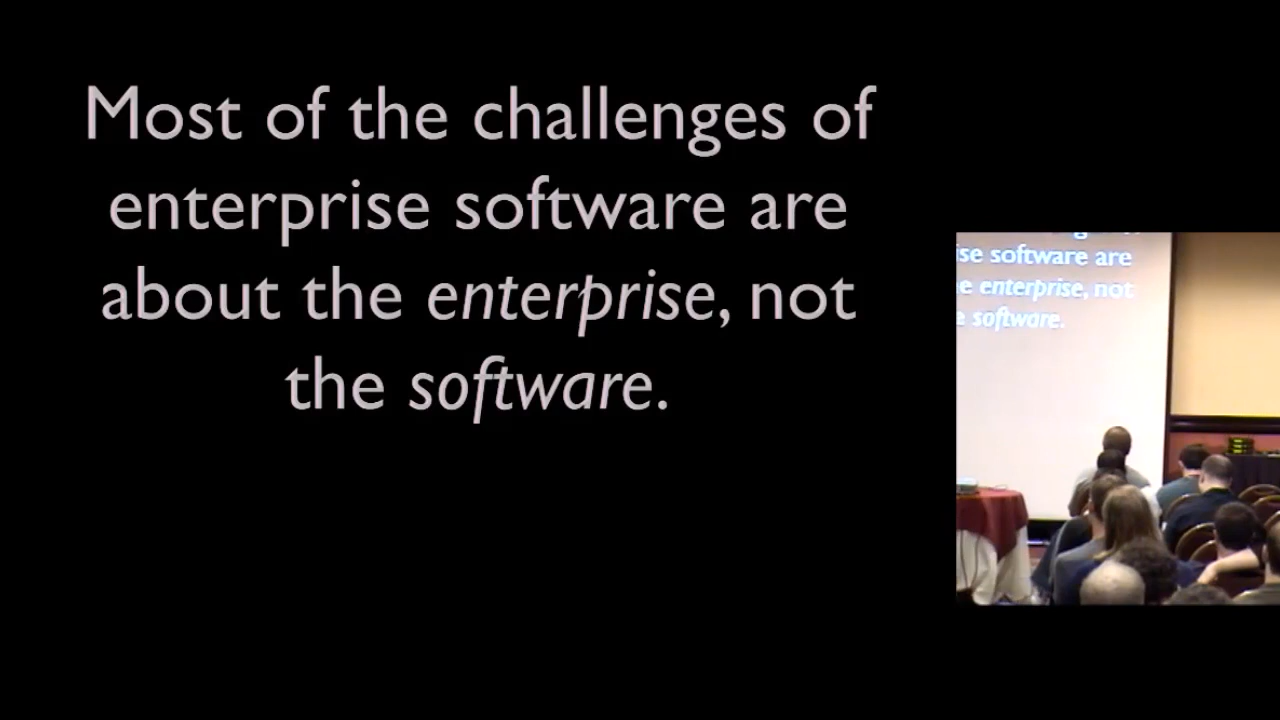 Most of the challenges of
enterprise software are
about the enterprise, not
the software.
ise software are
e enterprise, not
e software.